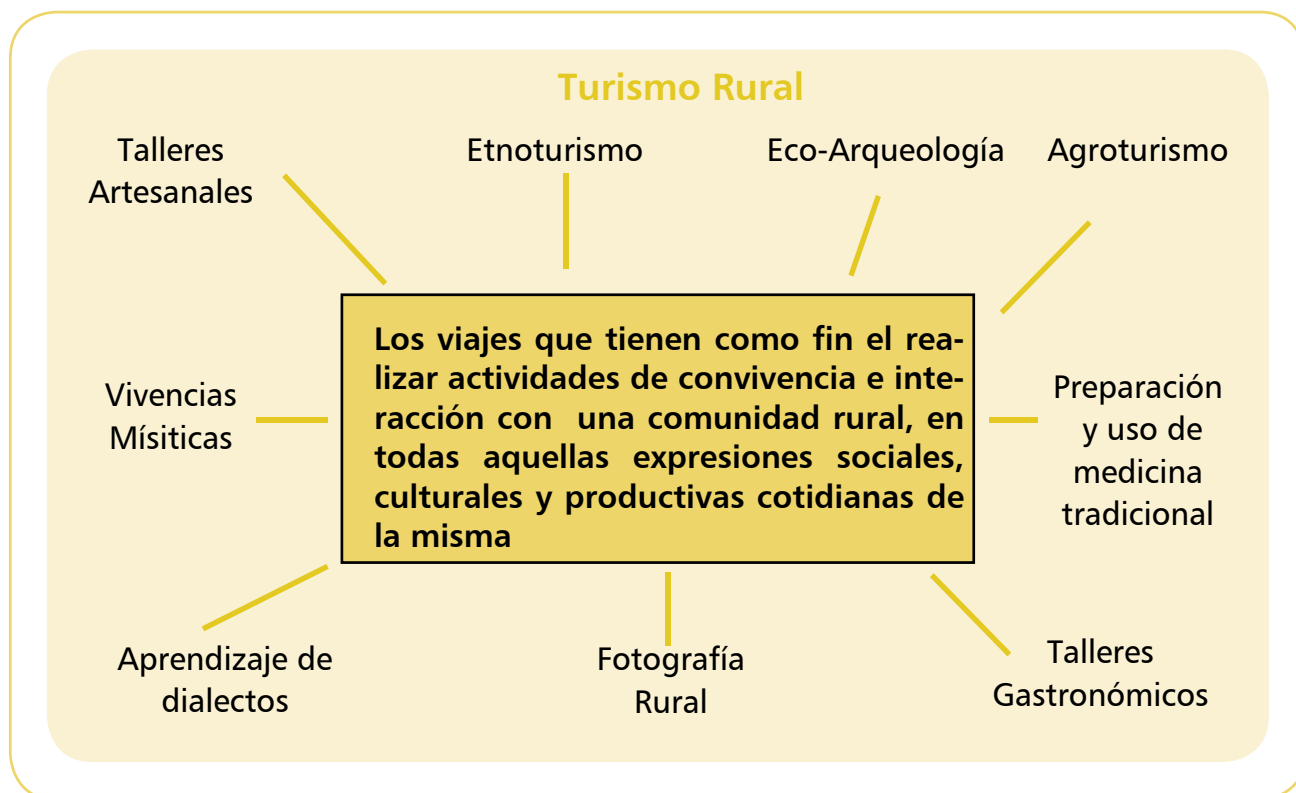 Turismo Rural
Talleres
Artesanales
Etnoturismo
Eco-Arqueología
Agroturismo
Los viajes que tienen como fin el rea-
lizar actividades de convivencia e inte-
racción con una comunidad rural, en
todas aquellas expresiones sociales,
culturales y productivas cotidianas de
la misma
Vivencias
Mísiticas
Preparación
y uso de
medicina
tradicional
Aprendizaje de
dialectos
Fotografía
Rural
Talleres
Gastronómicos